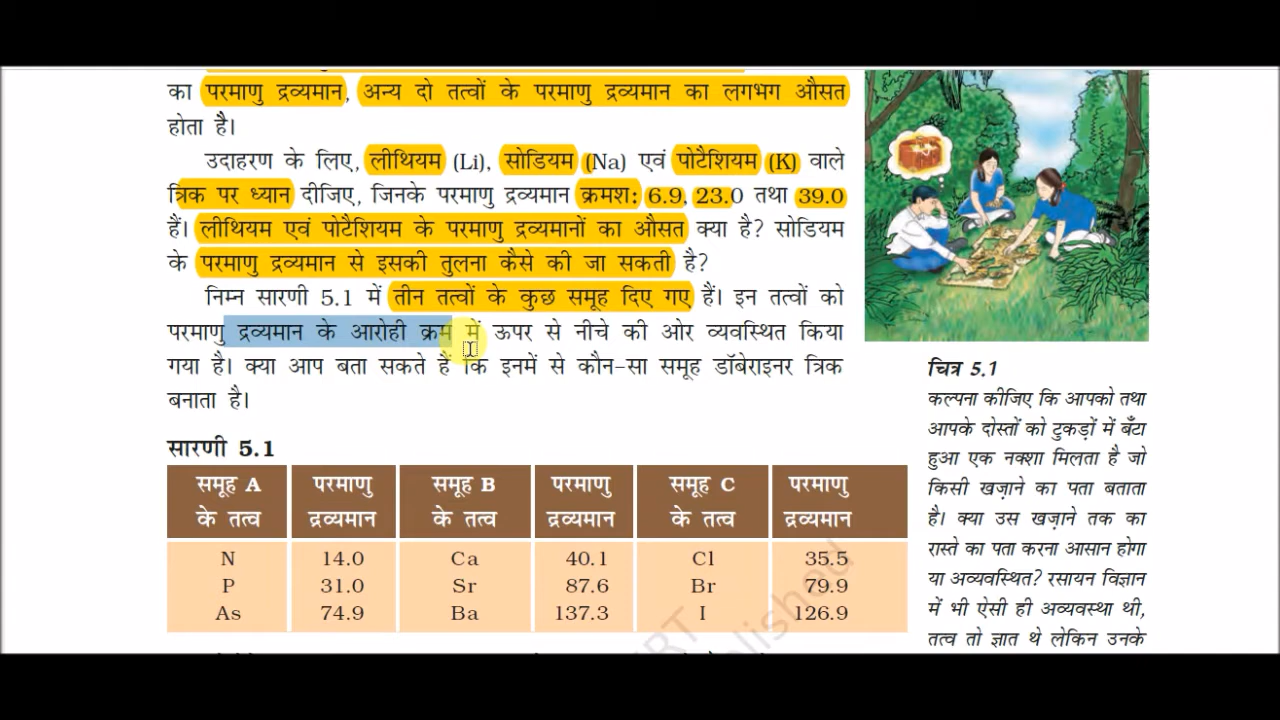 का परमाणु द्रव्यमान, अन्य दो तत्वों के परमाणु द्रव्यमान का लगभग औसत
होता है।
उदाहरण के लिए, लीथियम (Li), सोडियम (Na) एवं पोटैशियम (K) वाले
त्रिक पर ध्यान दीजिए, जिनके परमाणु द्रव्यमान क्रमश: 6.9, 23.0 तथा 39.0
हैं। लीथियम एवं पोटैशियम के परमाणु द्रव्यमानों का औसत क्या है? सोडियम
के परमाणु द्रव्यमान से इसकी तुलना कैसे की जा सकती है?
निम्न सारणी 5.1 में तीन तत्वों के कुछ समूह दिए गए हैं। इन तत्वों को
परमाणु द्रव्यमान के आरोही क्रम में ऊपर से नीचे की ओर व्यवस्थित किया
गया है। क्या आप बता सकते हैं कि इनमें से कौन-सा समूह डॉबेराइनर त्रिक
बनाता है।
सारणी 5.1
समूह A परमाणु समूह B परमाणु समूह C परमाणु
के तत्व द्रव्यमान के तत्व द्रव्यमान के तत्व द्रव्यमान
N 14.0 Ca 40.1 Cl 35.5
P 31.0 Sr 87.6 Br 79.9
As 74.9 Ba 137.3 I 126.9
चित्र 5.1
कल्पना कीजिए कि आपको तथा
आपके दोस्तों को टुकड़ों में बँटा
हुआ एक नक्शा मिलता है जो
किसी खज़ाने का पता बताता
है। क्या उस खज़ाने तक का
रास्ते का पता करना आसान होगा
या अव्यवस्थित? रसायन विज्ञान
में भी ऐसी ही अव्यवस्था थी,
तत्व तो ज्ञात थे लेकिन उनके